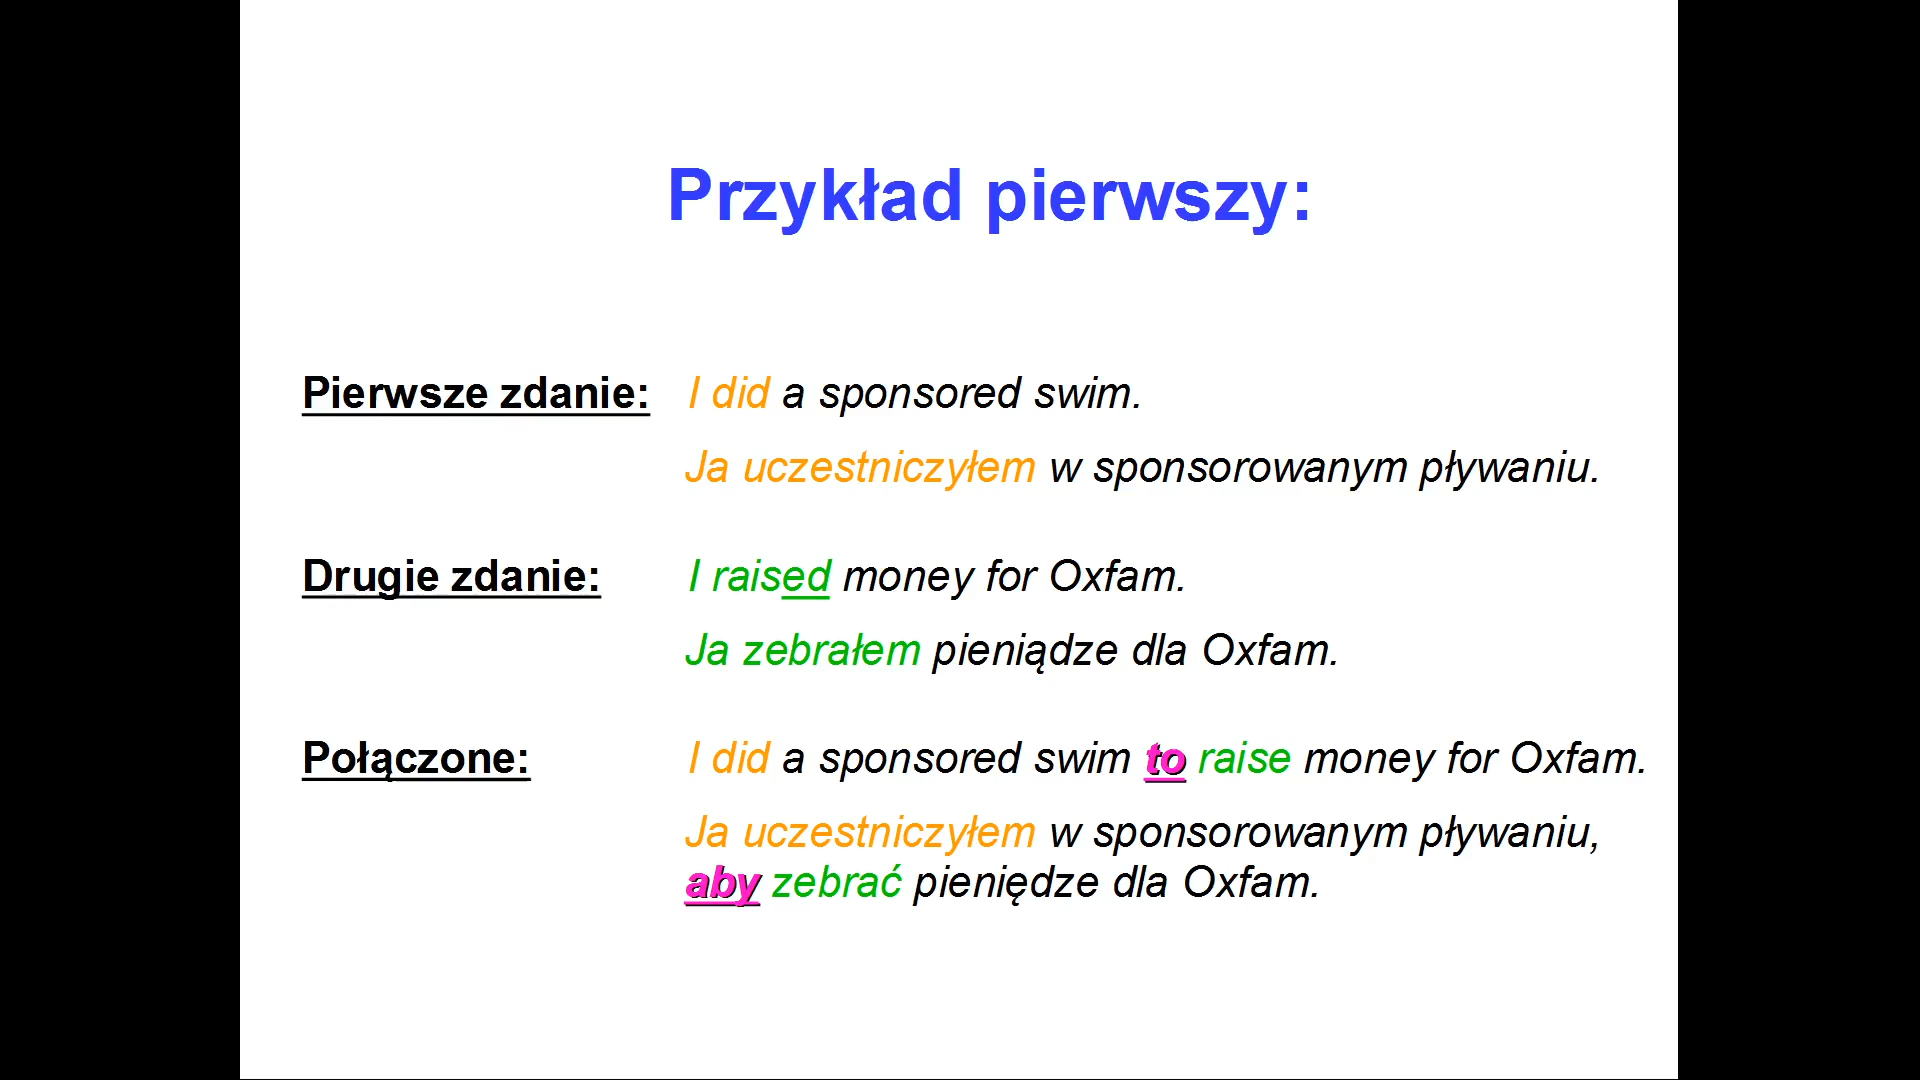 Przykład pierwszy:
Pierwsze zdanie: I did a sponsored swim.
Ja uczestniczyłem w sponsorowanym pływaniu.
Drugie zdanie: I raised money for Oxfam.
Ja zebrałem pieniądze dla Oxfam.
Połączone: I did a sponsored swim to raise money for Oxfam.
Ja uczestniczyłem w sponsorowanym pływaniu,
aby zebrać pieniędze dla Oxfam.